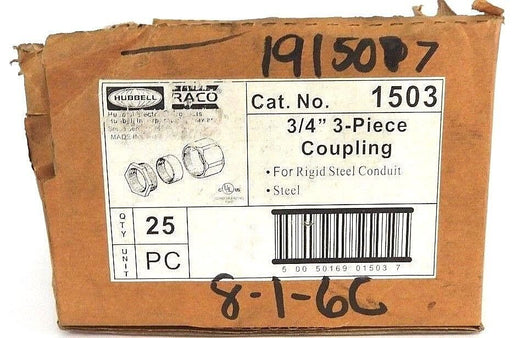 1915087
HUBBELL
RACO
Cat. No. 1503
3/4" 3-Piece
Coupling
• For Rigid Steel Conduit
• Steel
QTY 25
UNIT PC
5 00 50169 01503 7
8-1-6C